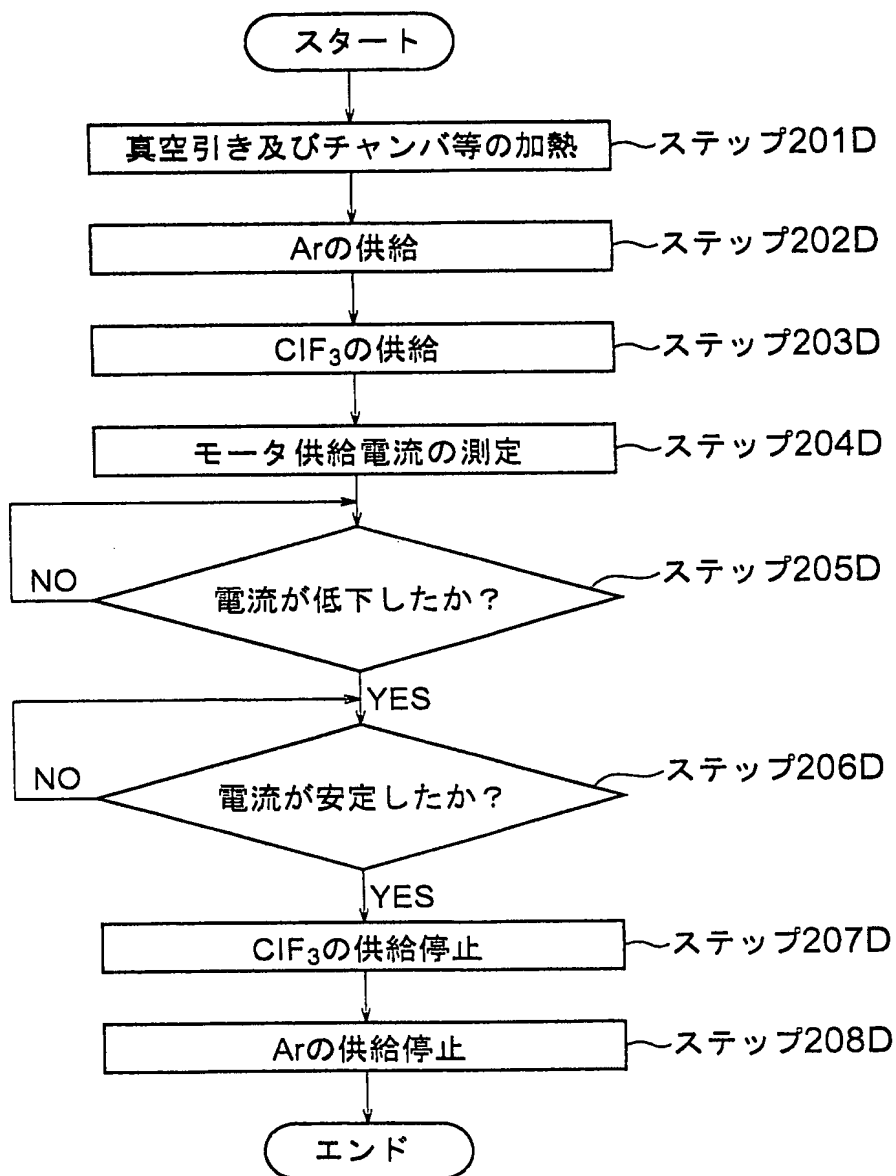 スタート
真空引き及びチャンバ等の加熱
ステップ201D
Arの供給
ステップ202D
ClF₃の供給
ステップ203D
モータ供給電流の測定
ステップ204D
NO
電流が低下したか？
ステップ205D
YES
NO
電流が安定したか？
ステップ206D
YES
ClF₃の供給停止
ステップ207D
Arの供給停止
ステップ208D
エンド